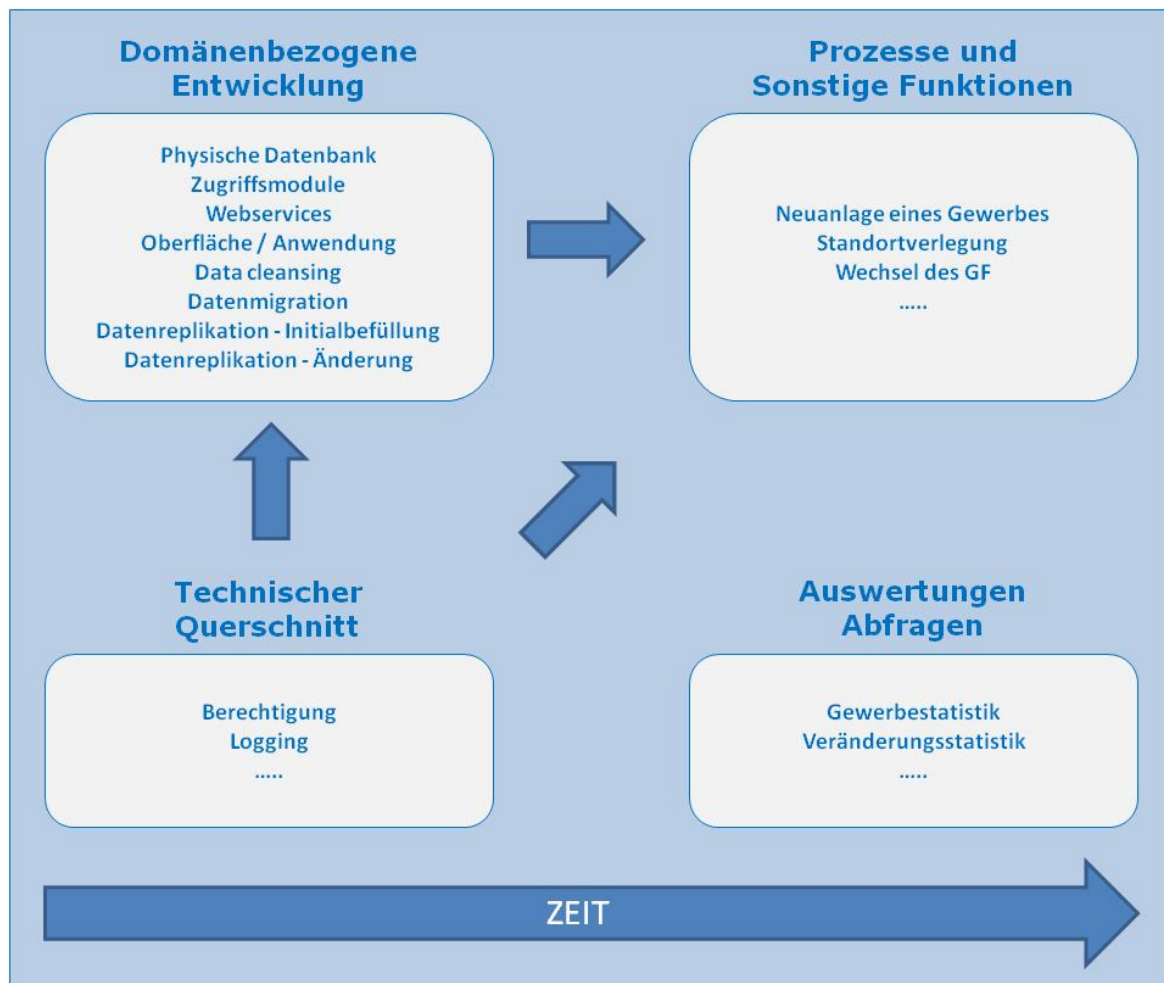 Domänenbezogene
Entwicklung
Physische Datenbank
Zugriffsmodule
Webservices
Oberfläche / Anwendung
Data cleansing
Datenmigration
Datenreplikation - Initialbefüllung
Datenreplikation - Änderung
Prozesse und
Sonstige Funktionen
Neuanlage eines Gewerbes
Standortverlegung
Wechsel des GF
.....
Technischer
Querschnitt
Berechtigung
Logging
.....
Auswertungen
Abfragen
Gewerbestatistik
Veränderungsstatistik
.....
ZEIT